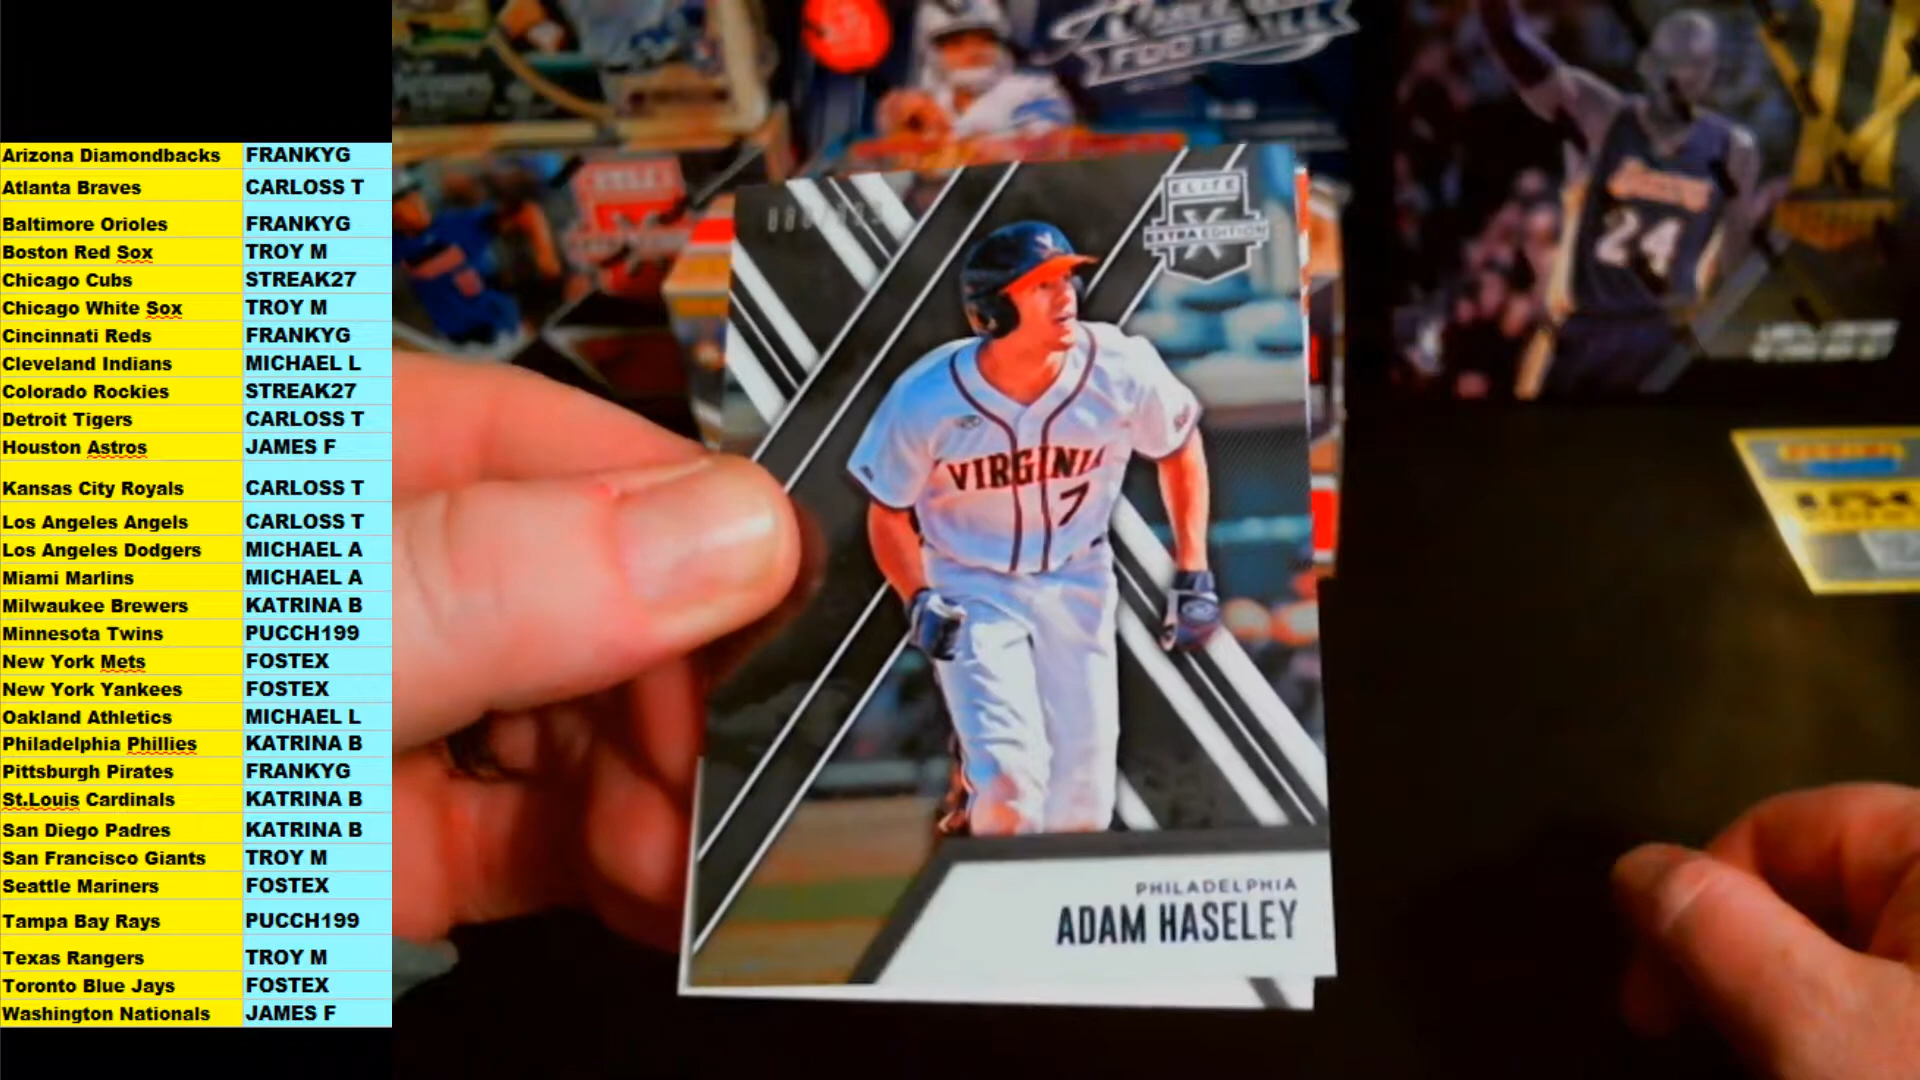 Arizona Diamondbacks FRANKYG
Atlanta Braves CARLOSS T
Baltimore Orioles FRANKYG
Boston Red Sox TROY M
Chicago Cubs STREAK27
Chicago White Sox TROY M
Cincinnati Reds FRANKYG
Cleveland Indians MICHAEL L
Colorado Rockies STREAK27
Detroit Tigers CARLOSS T
Houston Astros JAMES F
Kansas City Royals CARLOSS T
Los Angeles Angels CARLOSS T
Los Angeles Dodgers MICHAEL A
Miami Marlins MICHAEL A
Milwaukee Brewers KATRINA B
Minnesota Twins PUCCH199
New York Mets FOSTEX
New York Yankees FOSTEX
Oakland Athletics MICHAEL L
Philadelphia Phillies KATRINA B
Pittsburgh Pirates FRANKYG
St.Louis Cardinals KATRINA B
San Diego Padres KATRINA B
San Francisco Giants TROY M
Seattle Mariners FOSTEX
Tampa Bay Rays PUCCH199
Texas Rangers TROY M
Toronto Blue Jays FOSTEX
Washington Nationals JAMES F
FOOTBALL
24
ELITE
X
EXTRA EDITION
VIRGINIA
7
PHILADELPHIA
ADAM HASELEY